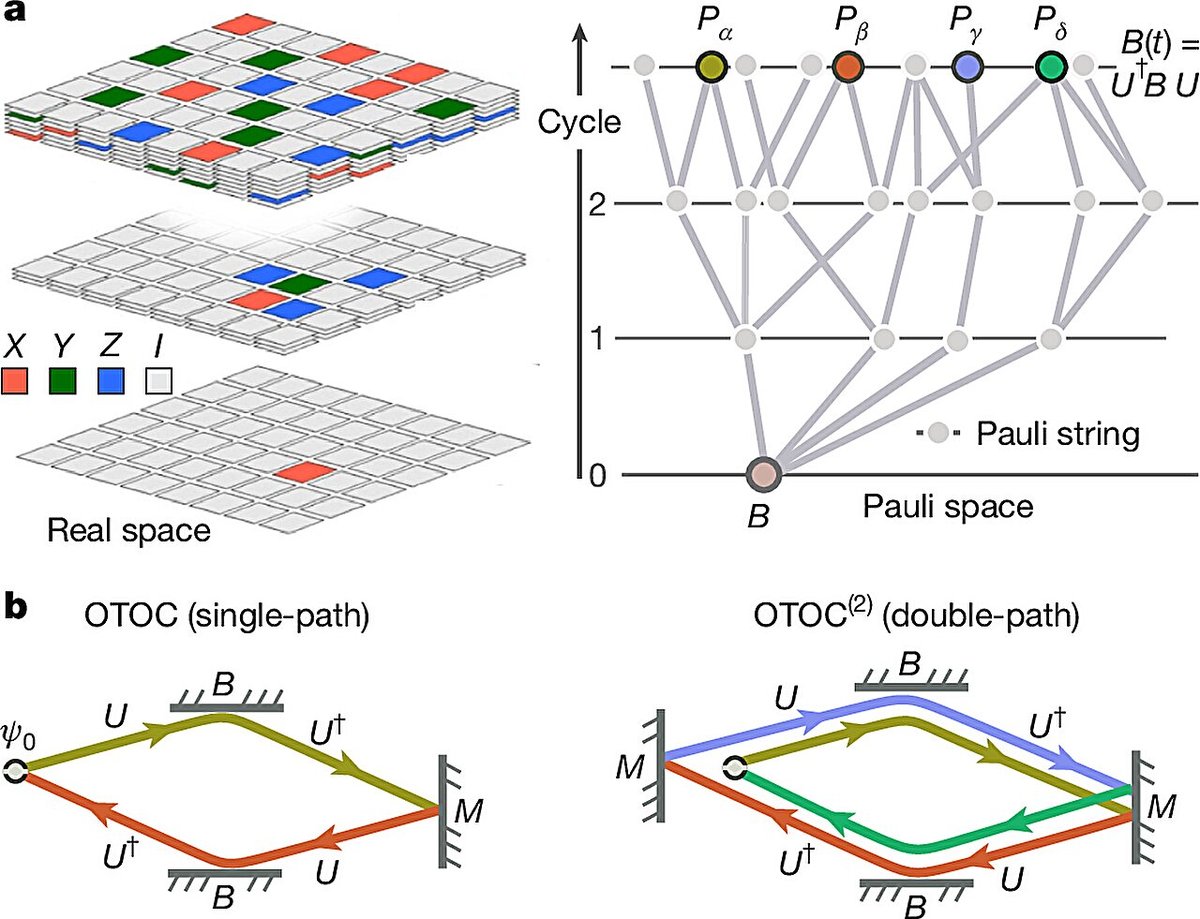 a
P_α P_β P_γ P_δ
B(t) =
U†B U
Cycle
2
1
0
X Y Z I
Pauli string
B
Pauli space
Real space
b
OTOC (single-path)
OTOC⁽²⁾ (double-path)
B
U
U†
ψ₀
M
U†
U
B
B
U
U†
M
M
U†
U
B